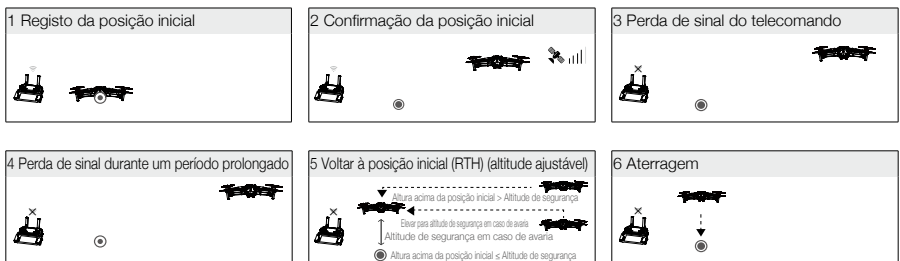 1 Registo da posição inicial
2 Confirmação da posição inicial
3 Perda de sinal do telecomando
4 Perda de sinal durante um período prolongado
5 Voltar à posição inicial (RTH) (altitude ajustável)
Altura acima da posição inicial > Altitude de segurança
Elevar para altitude de segurança em caso de avaria
Altitude de segurança em caso de avaria
Altura acima da posição inicial ≤ Altitude de segurança
6 Aterragem